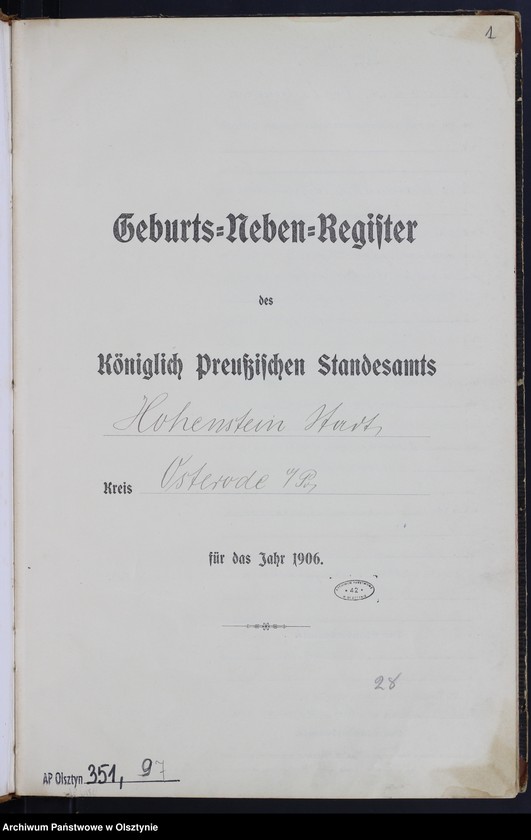 1
Geburts=Neben=Regiſter
des
Königlich Preußiſchen Standesamts
Hohenstein Stadt,
Kreis Osterode
für das Jahr 1906.
* 42 *
28
AP Olsztyn 351, 97
Archiwum Państwowe w Olsztynie